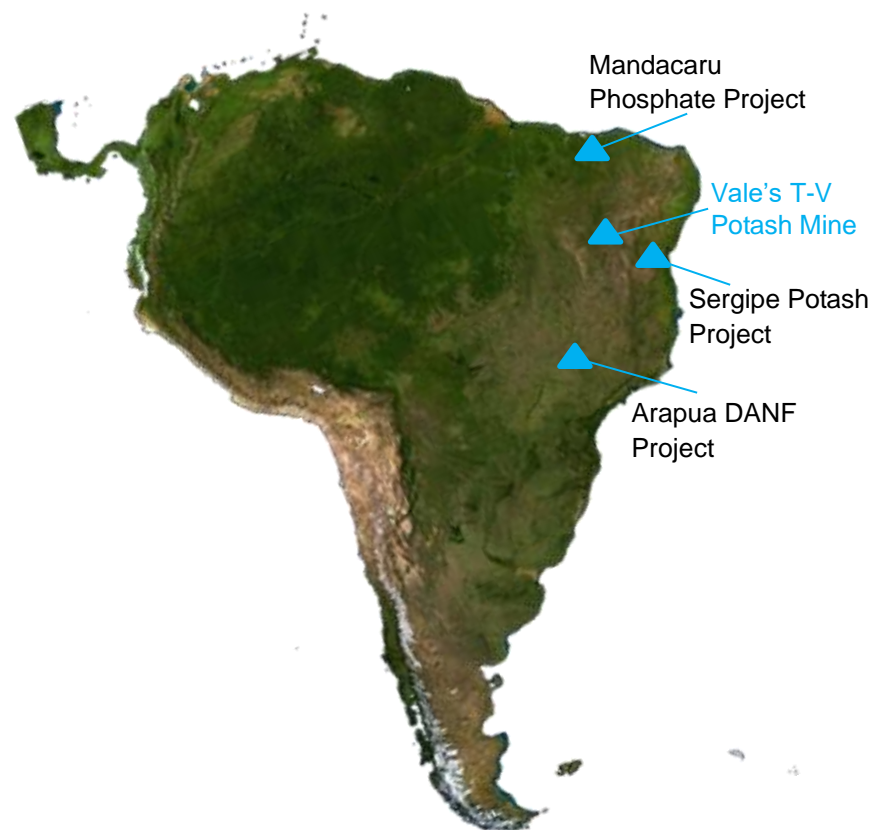 Mandacaru
Phosphate Project
Vale’s T-V
Potash Mine
Sergipe Potash
Project
Arapua DANF
Project